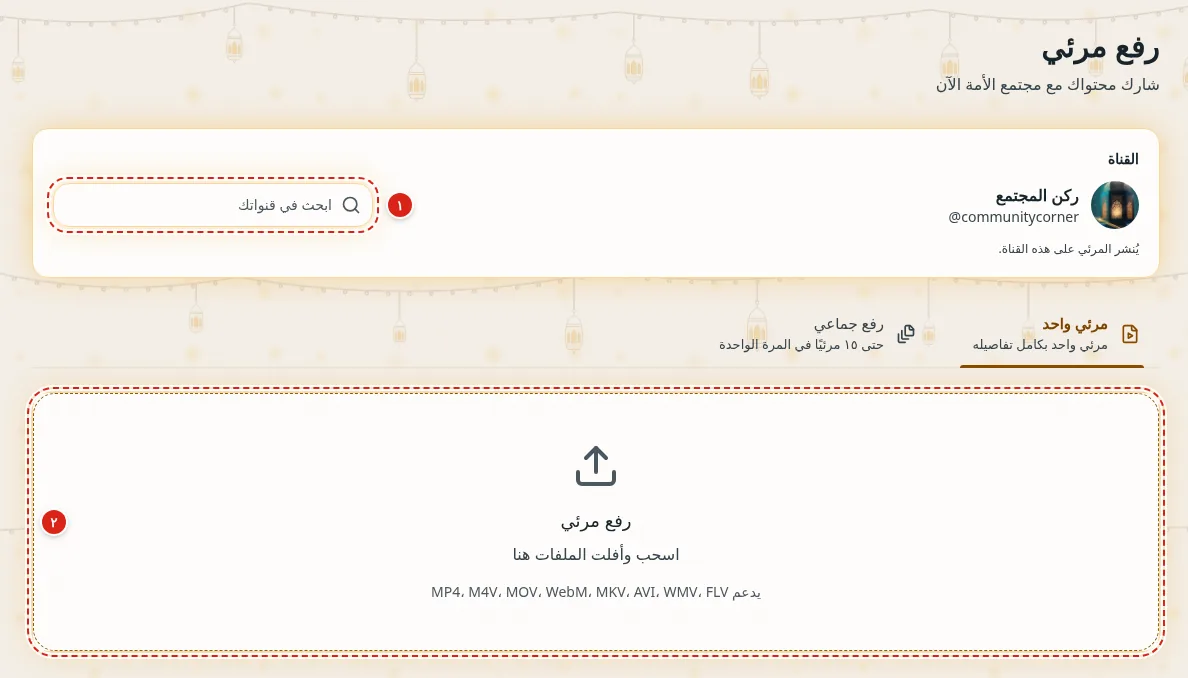 رفع مرئي
شارك محتواك مع مجتمع الأمة الآن
القناة
ركن المجتمع
@communitycorner
يُنشر المرئي على هذه القناة.
١
ابحث في قنواتك
مرئي واحد
مرئي واحد بكامل تفاصيله
رفع جماعي
حتى ١٥ مرئيًا في المرة الواحدة
٢
رفع مرئي
اسحب وأفلت الملفات هنا
يدعم MP4، M4V، MOV، WebM، MKV، AVI، WMV، FLV